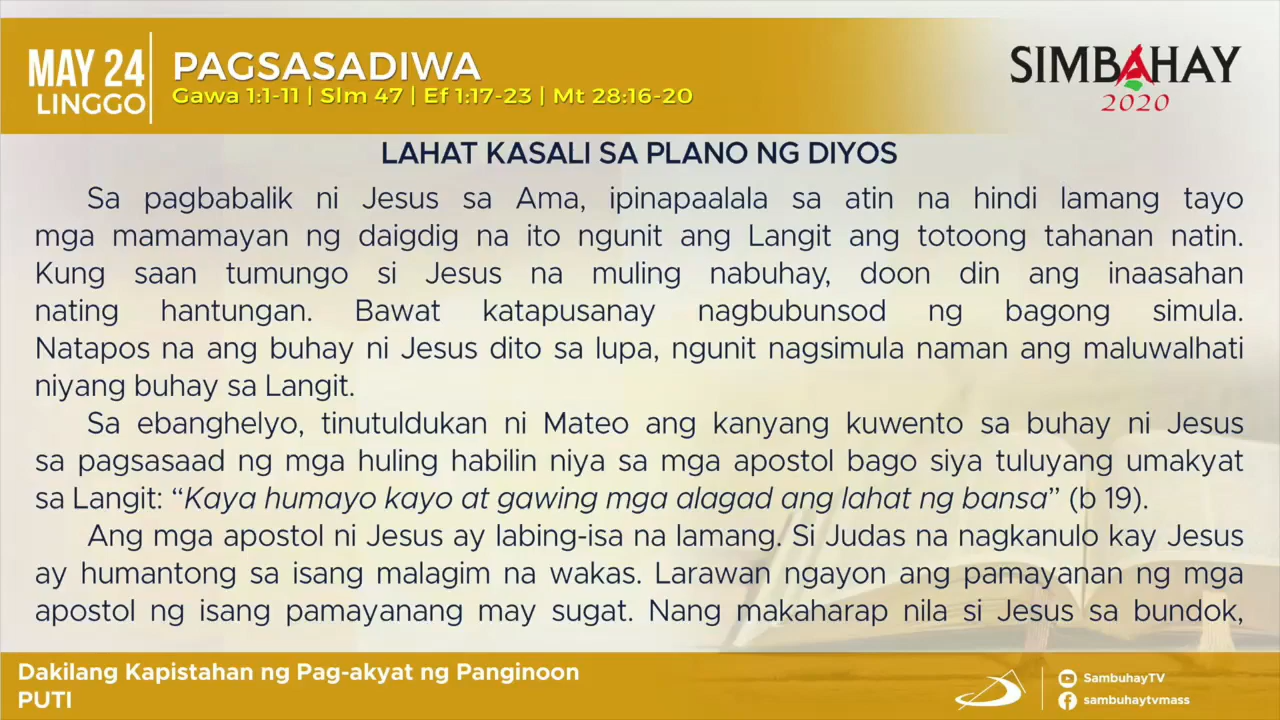 MAY 24
LINGGO
PAGSASADIWA
Gawa 1:1-11 | Slm 47 | Ef 1:17-23 | Mt 28:16-20
SIMBAHAY
2020
LAHAT KASALI SA PLANO NG DIYOS
Sa pagbabalik ni Jesus sa Ama, ipinapaalala sa atin na hindi lamang tayo
mga mamamayan ng daigdig na ito ngunit ang Langit ang totoong tahanan natin.
Kung saan tumungo si Jesus na muling nabuhay, doon din ang inaasahan
nating hantungan. Bawat katapusanay nagbubunsod ng bagong simula.
Natapos na ang buhay ni Jesus dito sa lupa, ngunit nagsimula naman ang maluwalhati
niyang buhay sa Langit.
Sa ebanghelyo, tinutuldukan ni Mateo ang kanyang kuwento sa buhay ni Jesus
sa pagsasaad ng mga huling habilin niya sa mga apostol bago siya tuluyang umakyat
sa Langit: “Kaya humayo kayo at gawing mga alagad ang lahat ng bansa” (b 19).
Ang mga apostol ni Jesus ay labing-isa na lamang. Si Judas na nagkanulo kay Jesus
ay humantong sa isang malagim na wakas. Larawan ngayon ang pamayanan ng mga
apostol ng isang pamayanang may sugat. Nang makaharap nila si Jesus sa bundok,
Dakilang Kapistahan ng Pag-akyat ng Panginoon
PUTI
SambuhayTV
sambuhaytvmass